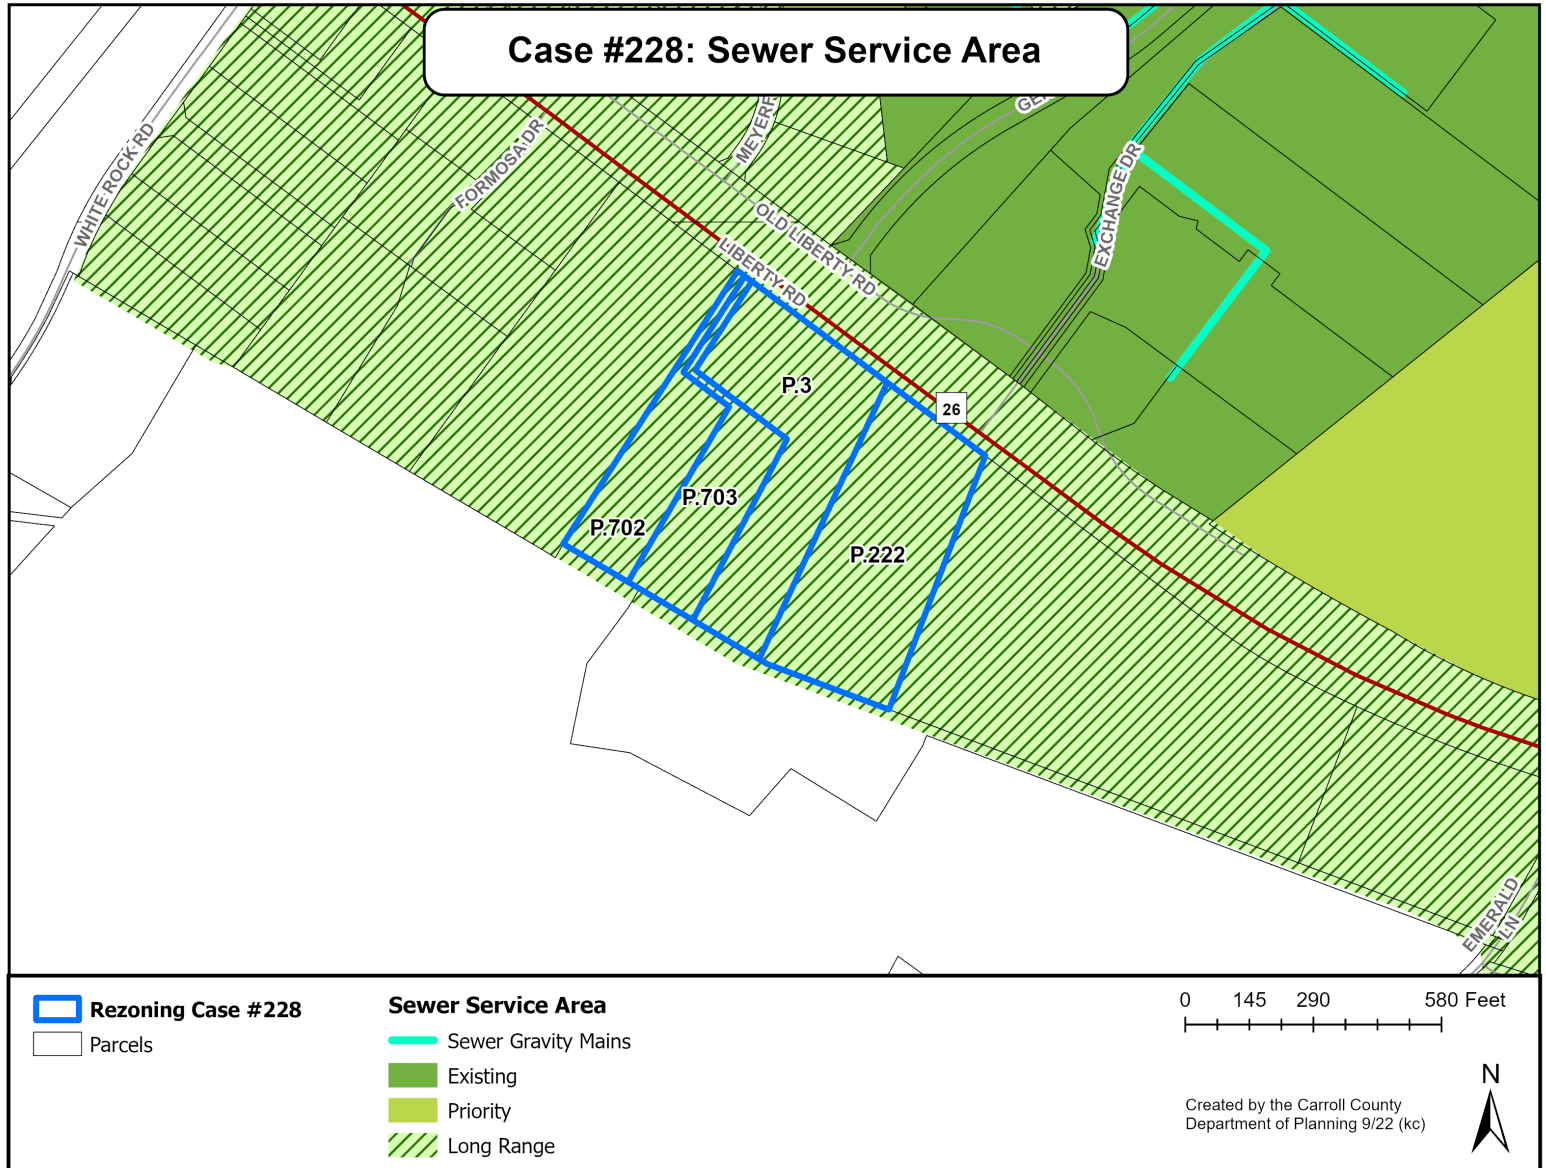 Case #228: Sewer Service Area
WHITE ROCK RD
FORMOSA DR
OLD LIBERTY RD
LIBERTY RD
EXCHANGE DR
P.3
26
P.703
P.702
P.222
EMERALD
LN
Rezoning Case #228
Parcels
Sewer Service Area
Sewer Gravity Mains
Existing
Priority
Long Range
0 145 290 580 Feet
N
Created by the Carroll County
Department of Planning 9/22 (kc)